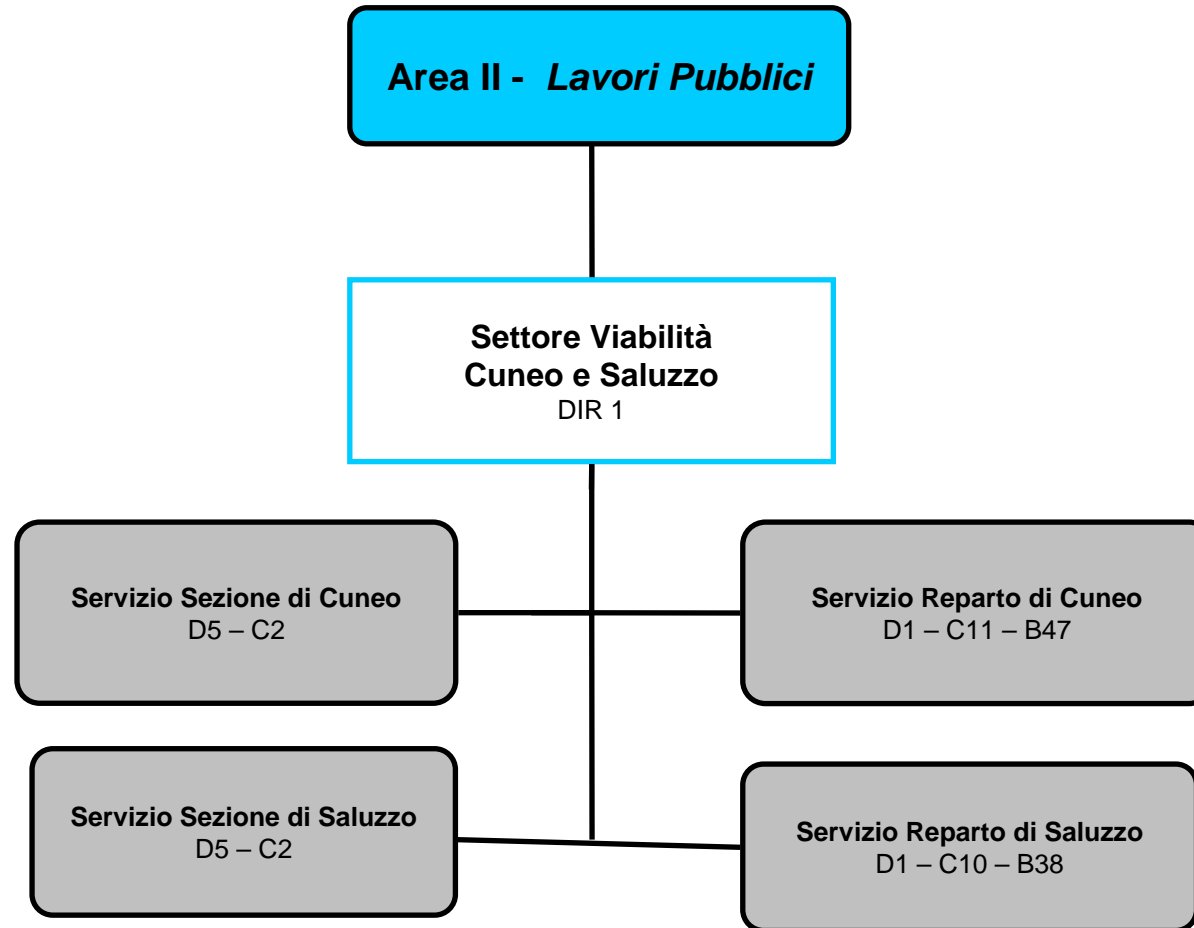 Area II - Lavori Pubblici
Settore Viabilità
Cuneo e Saluzzo
DIR 1
Servizio Sezione di Cuneo
D5 – C2
Servizio Reparto di Cuneo
D1 – C11 – B47
Servizio Sezione di Saluzzo
D5 – C2
Servizio Reparto di Saluzzo
D1 – C10 – B38